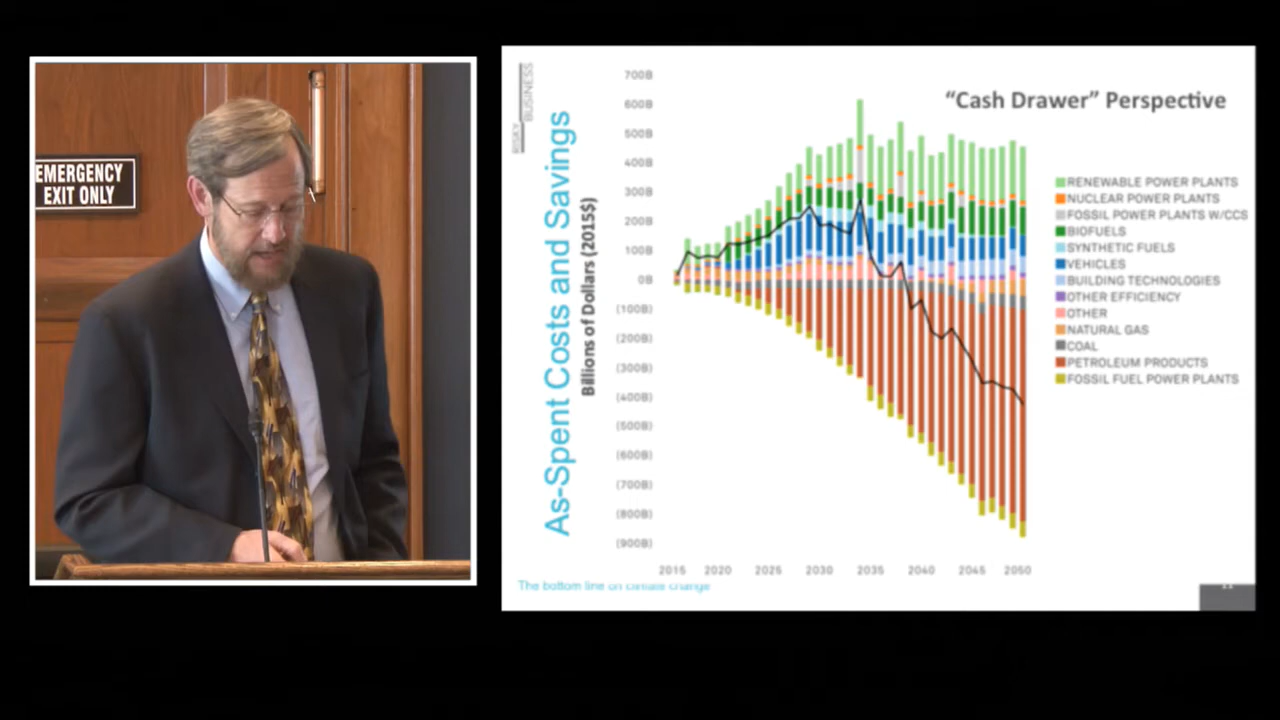 EMERGENCY
EXIT ONLY
RISKY
BUSINESS
As-Spent Costs and Savings
Billions of Dollars (2015$)
"Cash Drawer" Perspective
700B
600B
500B
400B
300B
200B
100B
0B
(100B)
(200B)
(300B)
(400B)
(500B)
(600B)
(700B)
(800B)
(900B)
2015 2020 2025 2030 2035 2040 2045 2050
RENEWABLE POWER PLANTS
NUCLEAR POWER PLANTS
FOSSIL POWER PLANTS W/CCS
BIOFUELS
SYNTHETIC FUELS
VEHICLES
BUILDING TECHNOLOGIES
OTHER EFFICIENCY
OTHER
NATURAL GAS
COAL
PETROLEUM PRODUCTS
FOSSIL FUEL POWER PLANTS
The bottom line on climate change